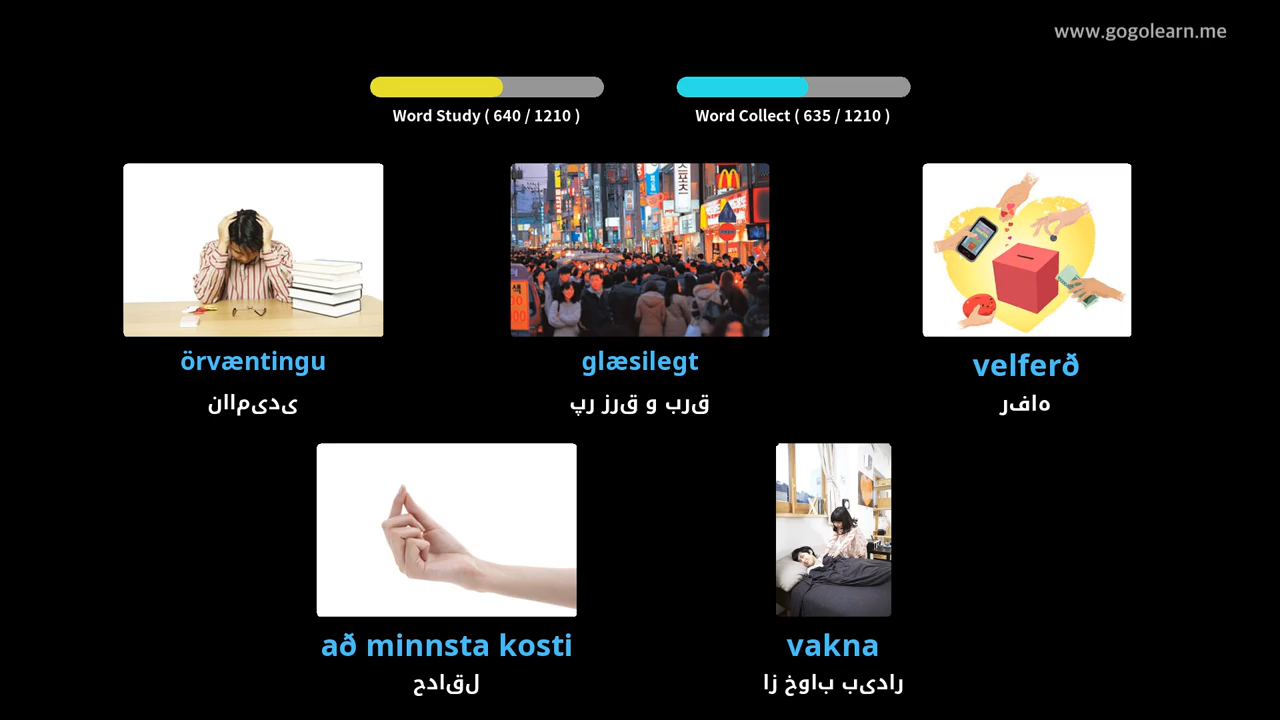 www.gogolearn.me
Word Study ( 640 / 1210 )
Word Collect ( 635 / 1210 )
örvæntingu
ناامیدی
glæsilegt
پر زرق و برق
velferð
رفاه
að minnsta kosti
حداقل
vakna
از خواب بیدار